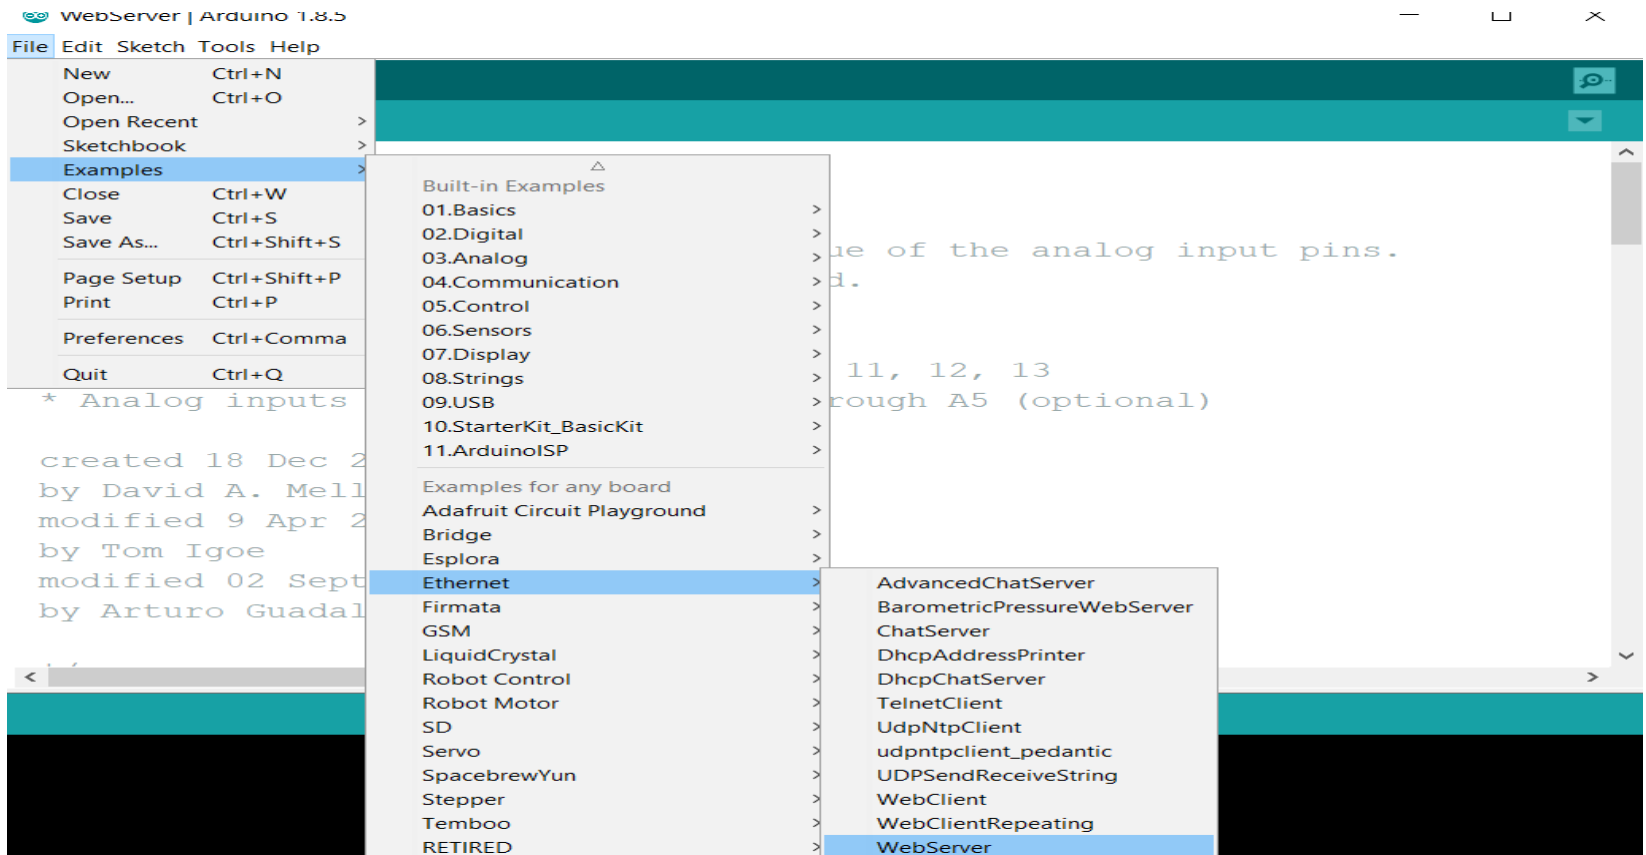 WebServer | Arduino 1.8.5
File Edit Sketch Tools Help
New Ctrl+N
Open... Ctrl+O
Open Recent >
Sketchbook >
Examples >
Close Ctrl+W
Save Ctrl+S
Save As... Ctrl+Shift+S
Page Setup Ctrl+Shift+P
Print Ctrl+P
Preferences Ctrl+Comma
Quit Ctrl+Q
Built-in Examples
01.Basics >
02.Digital >
03.Analog >
04.Communication >
05.Control >
06.Sensors >
07.Display >
08.Strings >
09.USB >
10.StarterKit_BasicKit >
11.ArduinoISP >
Examples for any board
Adafruit Circuit Playground >
Bridge >
Esplora >
Ethernet >
Firmata >
GSM >
LiquidCrystal >
Robot Control >
Robot Motor >
SD >
Servo >
SpacebrewYun >
Stepper >
Temboo >
RETIRED >
AdvancedChatServer
BarometricPressureWebServer
ChatServer
DhcpAddressPrinter
DhcpChatServer
TelnetClient
UdpNtpClient
udpntpclient_pedantic
UDPSendReceiveString
WebClient
WebClientRepeating
WebServer
ue of the analog input pins.
d.
11, 12, 13
* Analog inputs
rough A5 (optional)
created 18 Dec 2
by David A. Mell
modified 9 Apr 2
by Tom Igoe
modified 02 Sept
by Arturo Guadal